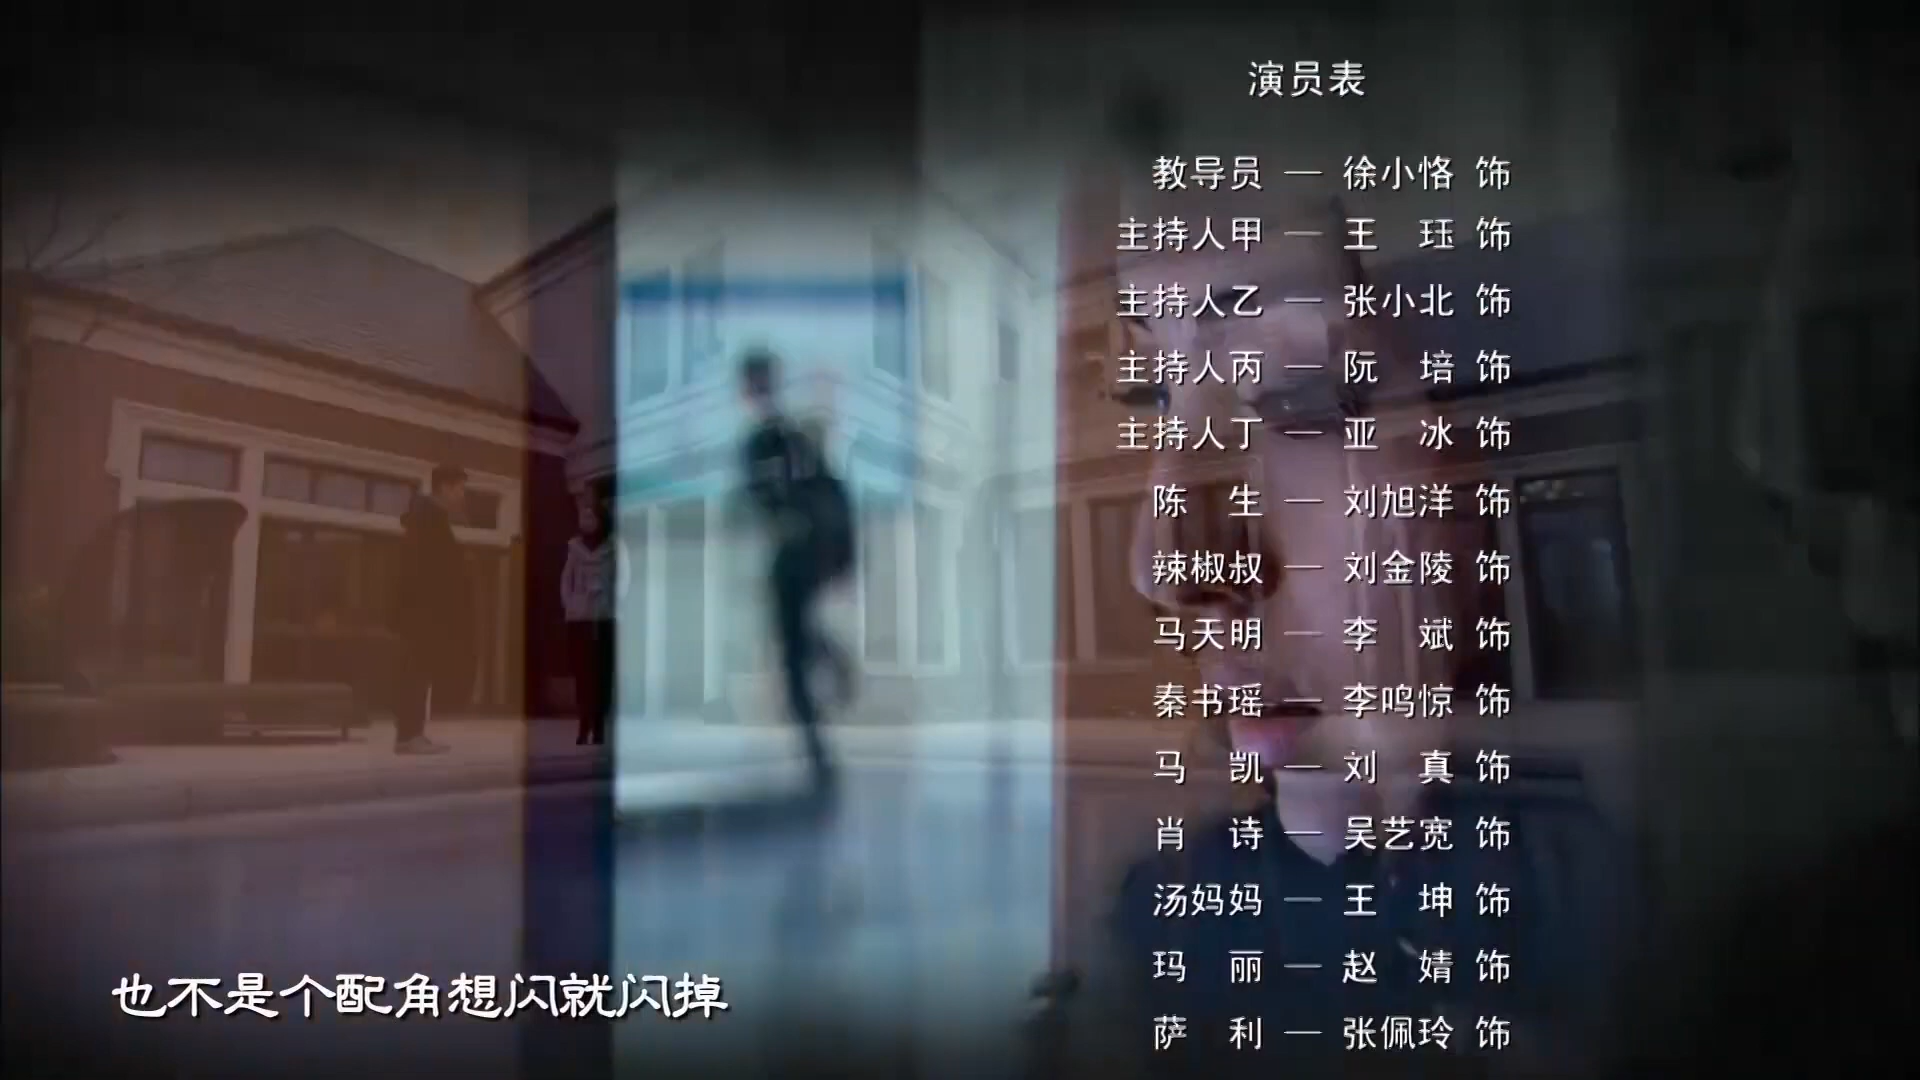 演员表
教导员 — 徐小恪 饰
主持人甲 — 王 珏 饰
主持人乙 — 张小北 饰
主持人丙 — 阮 培 饰
主持人丁 — 亚 冰 饰
陈 生 — 刘旭洋 饰
辣椒叔 — 刘金陵 饰
马天明 — 李 斌 饰
秦书瑶 — 李鸣惊 饰
马 凯 — 刘 真 饰
肖 诗 — 吴艺宽 饰
汤妈妈 — 王 坤 饰
玛 丽 — 赵 婧 饰
萨 利 — 张佩玲 饰
也不是个配角想闪就闪掉